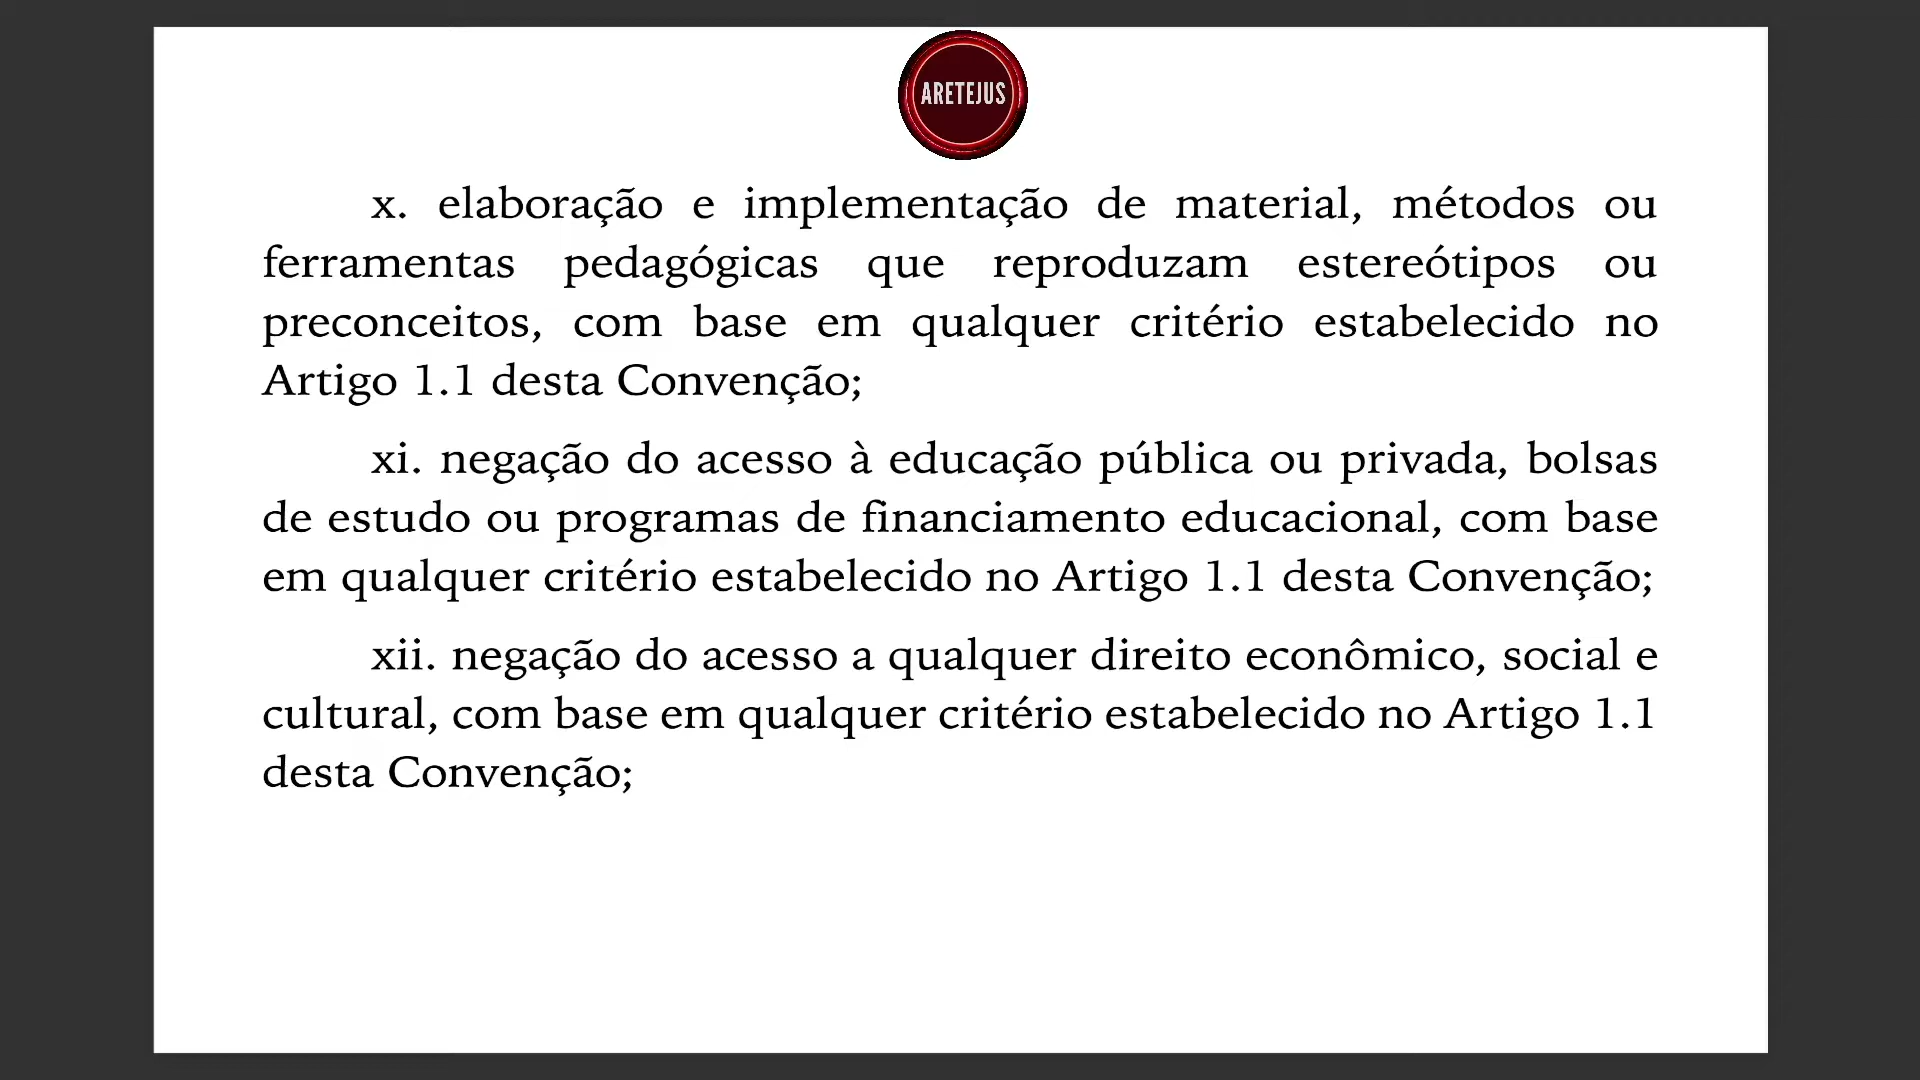 ARETEJUS
x. elaboração e implementação de material, métodos ou
ferramentas pedagógicas que reproduzam estereótipos ou
preconceitos, com base em qualquer critério estabelecido no
Artigo 1.1 desta Convenção;
xi. negação do acesso à educação pública ou privada, bolsas
de estudo ou programas de financiamento educacional, com base
em qualquer critério estabelecido no Artigo 1.1 desta Convenção;
xii. negação do acesso a qualquer direito econômico, social e
cultural, com base em qualquer critério estabelecido no Artigo 1.1
desta Convenção;